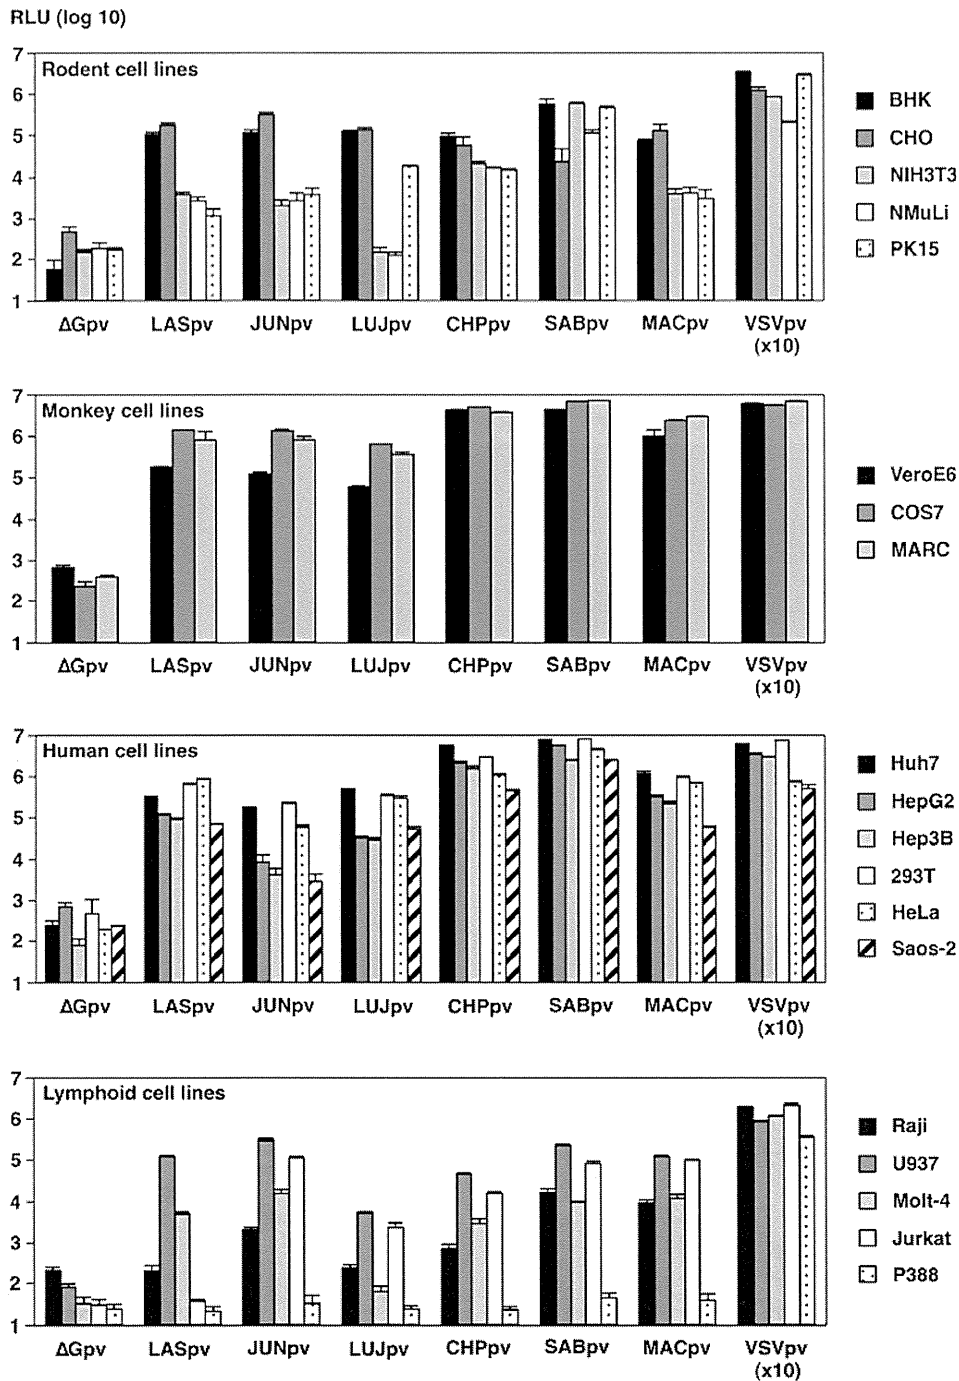 RLU (log 10)
7
6
5
4
3
2
1
Rodent cell lines
ΔGpv LASpv JUNpv LUJpv CHPpv SABpv MACpv VSVpv
(x10)
BHK
CHO
NIH3T3
NMuLi
PK15
7
6
5
4
3
2
1
Monkey cell lines
ΔGpv LASpv JUNpv LUJpv CHPpv SABpv MACpv VSVpv
(x10)
VeroE6
COS7
MARC
7
6
5
4
3
2
1
Human cell lines
ΔGpv LASpv JUNpv LUJpv CHPpv SABpv MACpv VSVpv
(x10)
Huh7
HepG2
Hep3B
293T
HeLa
Saos-2
7
6
5
4
3
2
1
Lymphoid cell lines
ΔGpv LASpv JUNpv LUJpv CHPpv SABpv MACpv VSVpv
(x10)
Raji
U937
Molt-4
Jurkat
P388